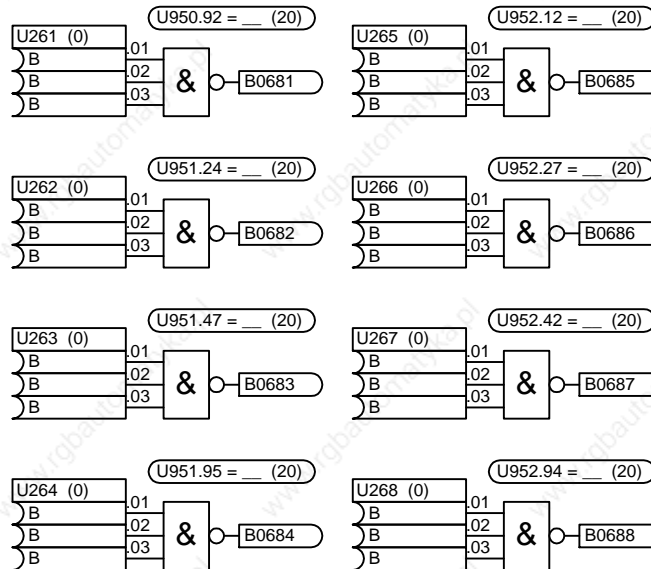 U950.92 = __ (20)
U261 (0)
B .01
B .02
B .03
&
B0681
U952.12 = __ (20)
U265 (0)
B .01
B .02
B .03
&
B0685
U951.24 = __ (20)
U262 (0)
B .01
B .02
B .03
&
B0682
U952.27 = __ (20)
U266 (0)
B .01
B .02
B .03
&
B0686
U951.47 = __ (20)
U263 (0)
B .01
B .02
B .03
&
B0683
U952.42 = __ (20)
U267 (0)
B .01
B .02
B .03
&
B0687
U951.95 = __ (20)
U264 (0)
B .01
B .02
B .03
&
B0684
U952.94 = __ (20)
U268 (0)
B .01
B .02
B .03
&
B0688
www.rgbautomatyka.pl